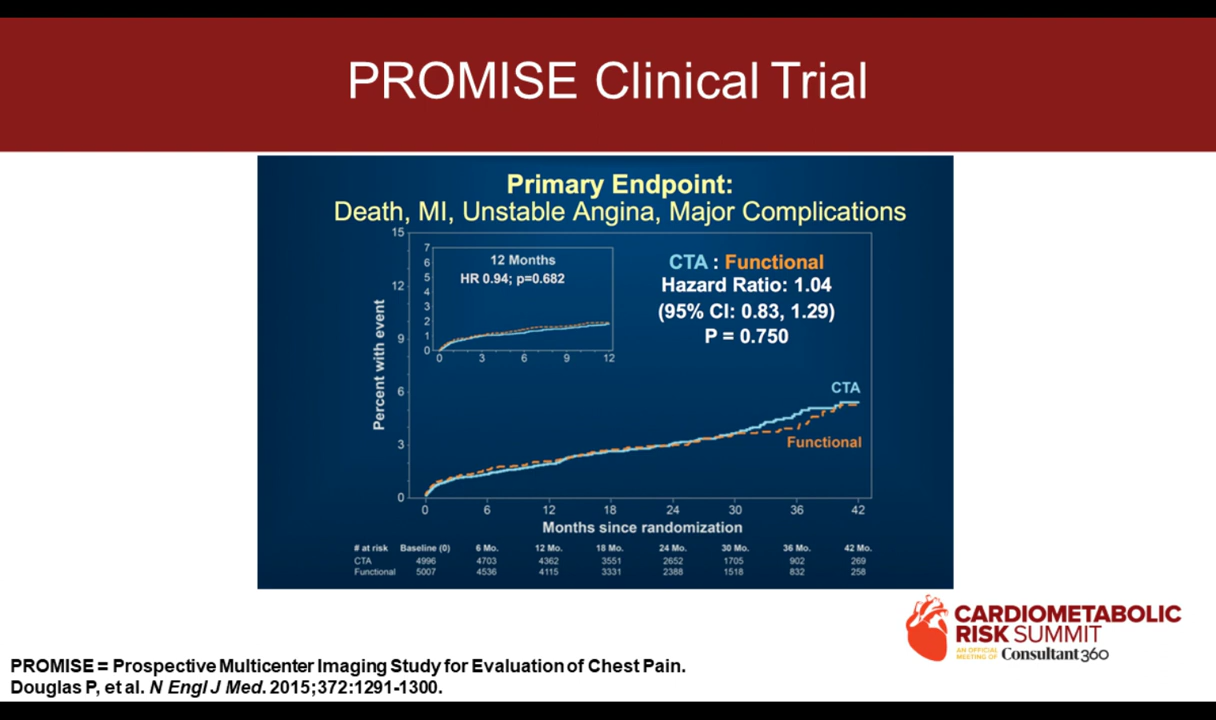 PROMISE Clinical Trial
Primary Endpoint:
Death, MI, Unstable Angina, Major Complications
15
12
9
6
3
0
Percent with event
7
6
5
4
3
2
1
0
12 Months
HR 0.94; p=0.682
0 3 6 9 12
CTA : Functional
Hazard Ratio: 1.04
(95% CI: 0.83, 1.29)
P = 0.750
CTA
Functional
0 6 12 18 24 30 36 42
Months since randomization
# at risk Baseline (0) 6 Mo. 12 Mo. 18 Mo. 24 Mo. 30 Mo. 36 Mo. 42 Mo.
CTA 4996 4703 4362 3551 2652 1705 902 269
Functional 5007 4536 4115 3331 2388 1518 832 258
CARDIOMETABOLIC
RISK SUMMIT
AN OFFICIAL
MEETING OF Consultant360
PROMISE = Prospective Multicenter Imaging Study for Evaluation of Chest Pain.
Douglas P, et al. N Engl J Med. 2015;372:1291-1300.